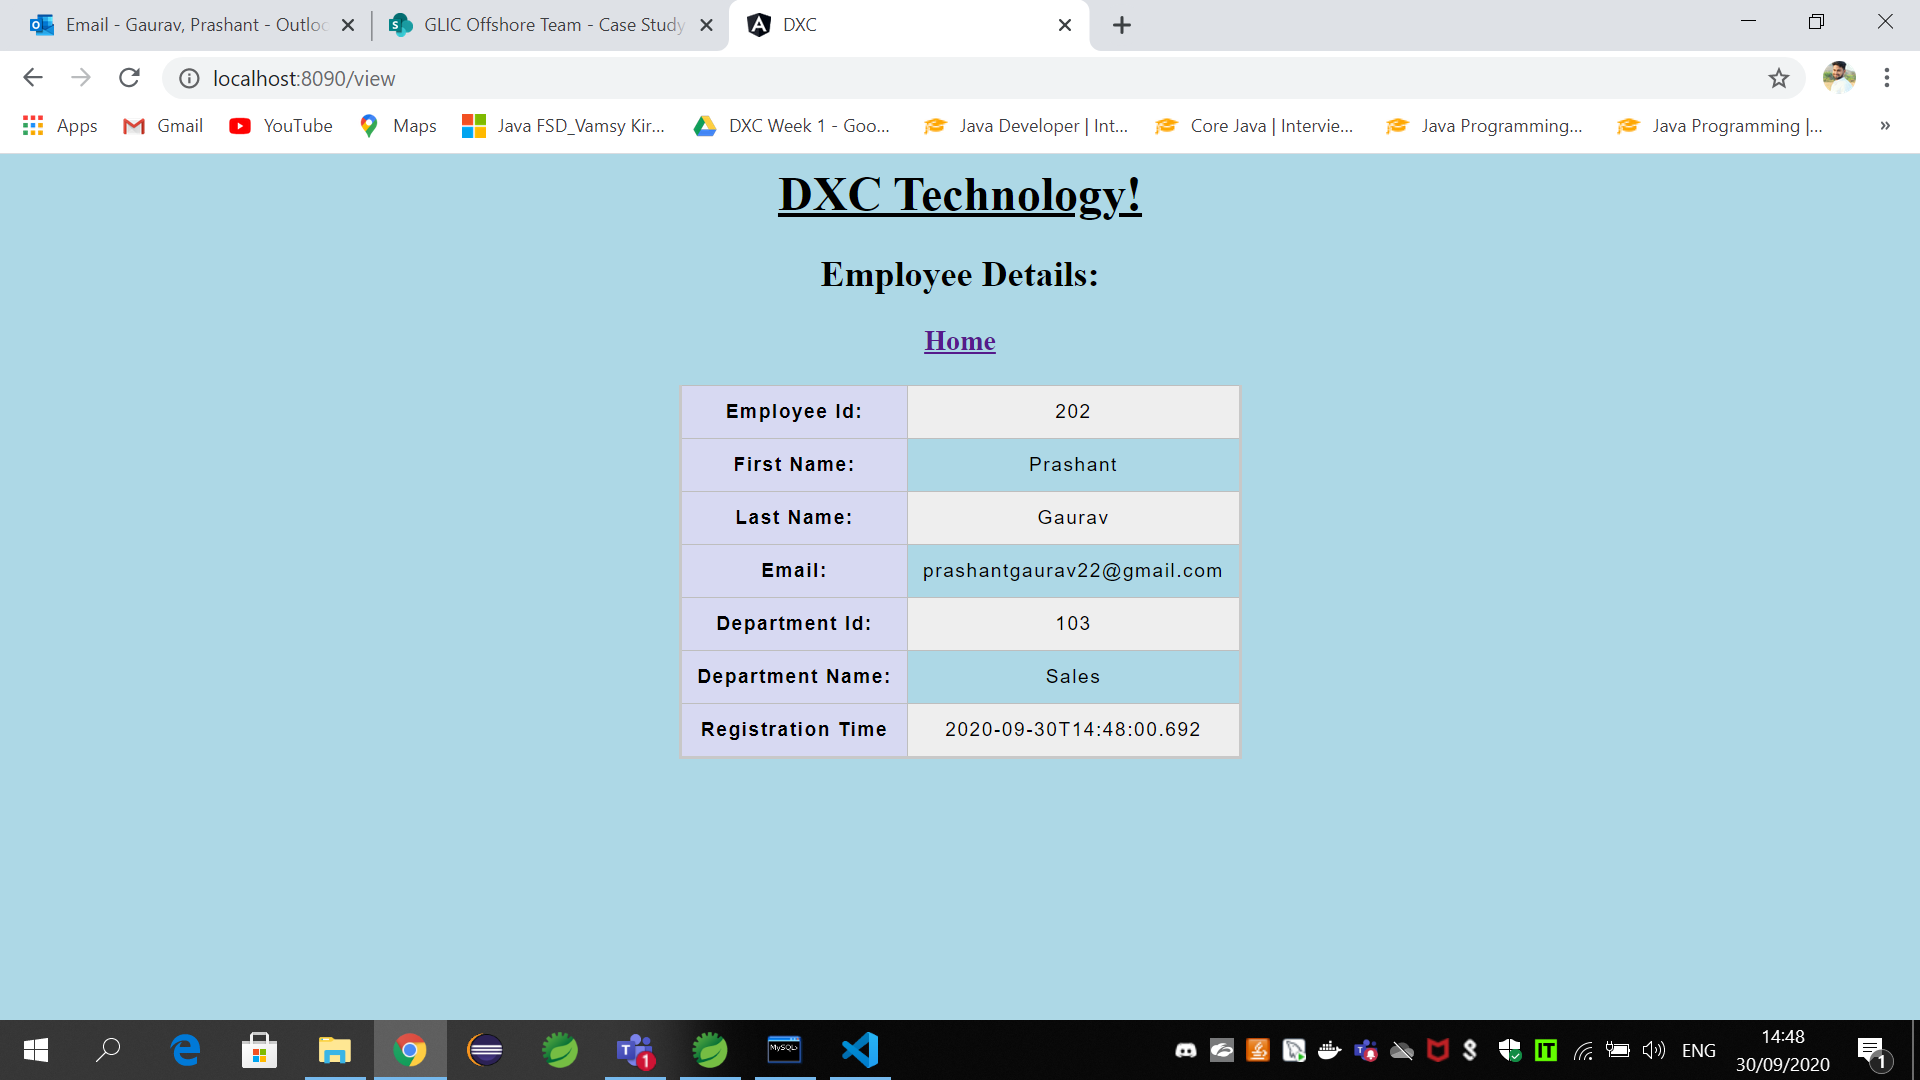 Email - Gaurav, Prashant - Outloo
GLIC Offshore Team - Case Study
DXC
localhost:8090/view
Apps
Gmail
YouTube
Maps
Java FSD_Vamsy Kir...
DXC Week 1 - Goo...
Java Developer | Int...
Core Java | Intervie...
Java Programming...
Java Programming |...
»
DXC Technology!
Employee Details:
Home
Employee Id: 202
First Name: Prashant
Last Name: Gaurav
Email: prashantgaurav22@gmail.com
Department Id: 103
Department Name: Sales
Registration Time 2020-09-30T14:48:00.692
1
MySQL
IT
ENG
14:48
30/09/2020
1